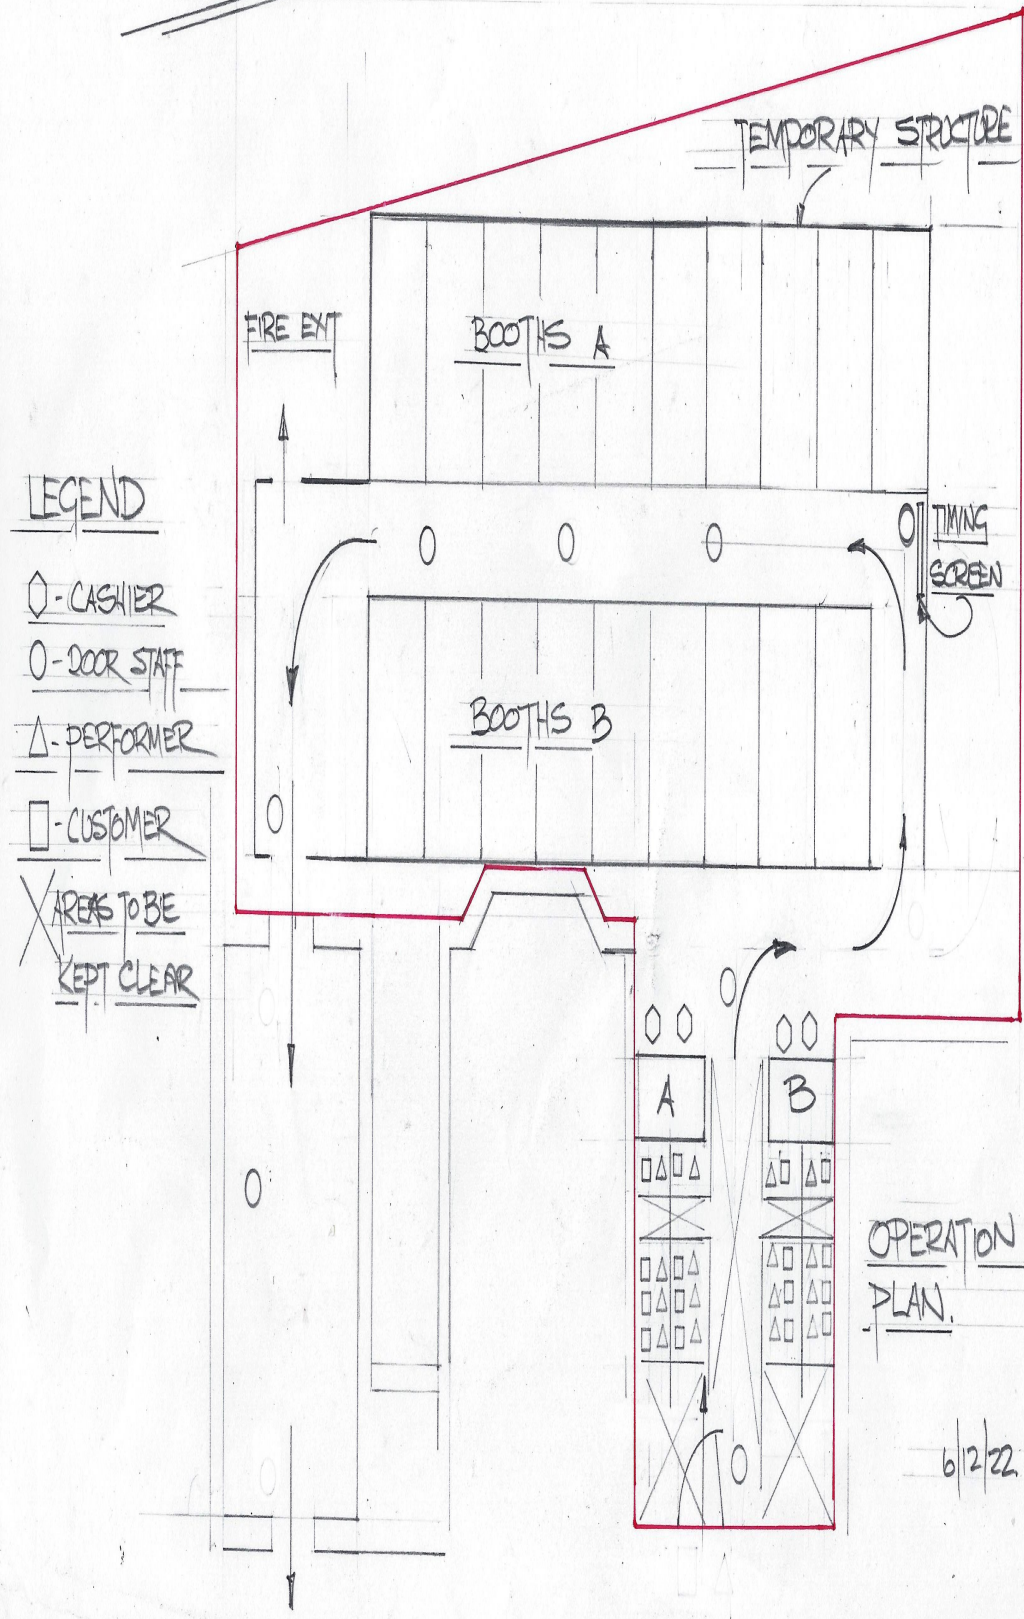 TEMPORARY STRUCTURE
FIRE EXIT
BOOTHS A
LEGEND
- CASHIER
- DOOR STAFF
- PERFORMER
- CUSTOMER
AREAS TO BE
KEPT CLEAR
TIMING
SCREEN
BOOTHS B
A
B
OPERATION
PLAN.
6/12/22